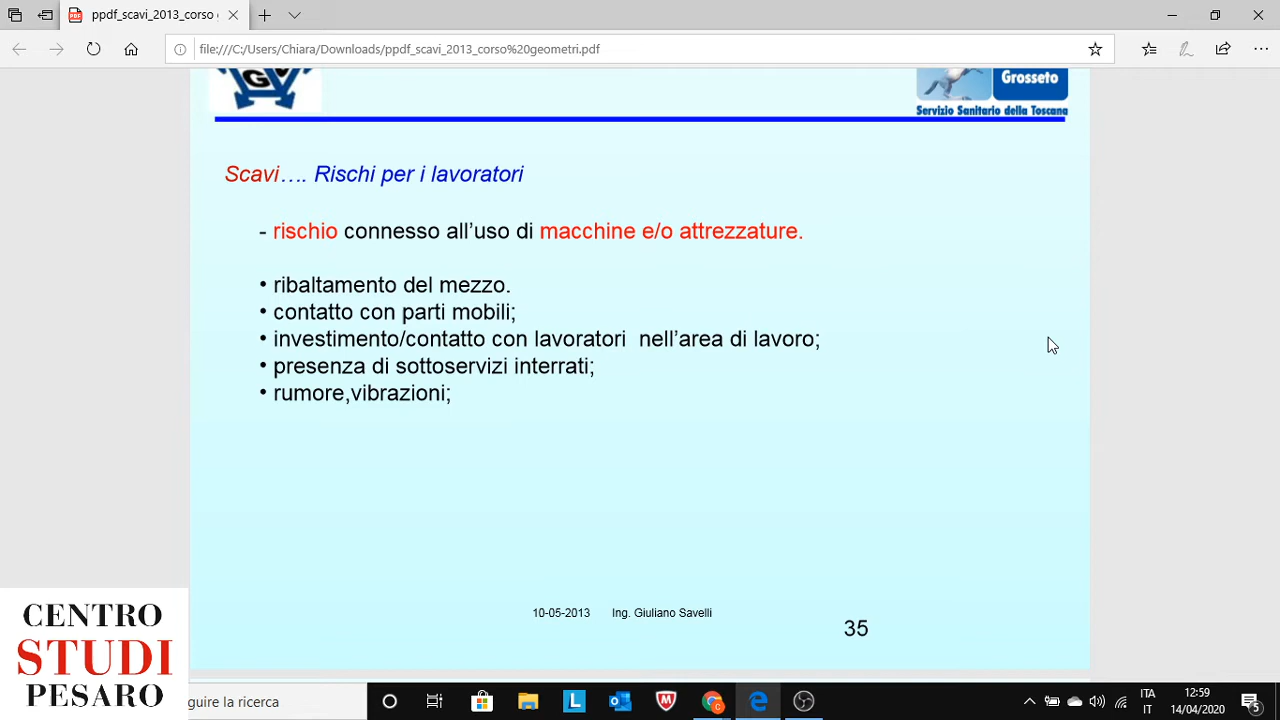 ppdf_scavi_2013_corso
file:///C:/Users/Chiara/Downloads/ppdf_scavi_2013_corso%20geometri.pdf
Grosseto
Servizio Sanitario della Toscana
Scavi…. Rischi per i lavoratori
- rischio connesso all’uso di macchine e/o attrezzature.
• ribaltamento del mezzo.
• contatto con parti mobili;
• investimento/contatto con lavoratori nell’area di lavoro;
• presenza di sottoservizi interrati;
• rumore,vibrazioni;
10-05-2013 Ing. Giuliano Savelli
35
CENTRO
STUDI
PESARO
guire la ricerca
ITA
IT
12:59
14/04/2020
5